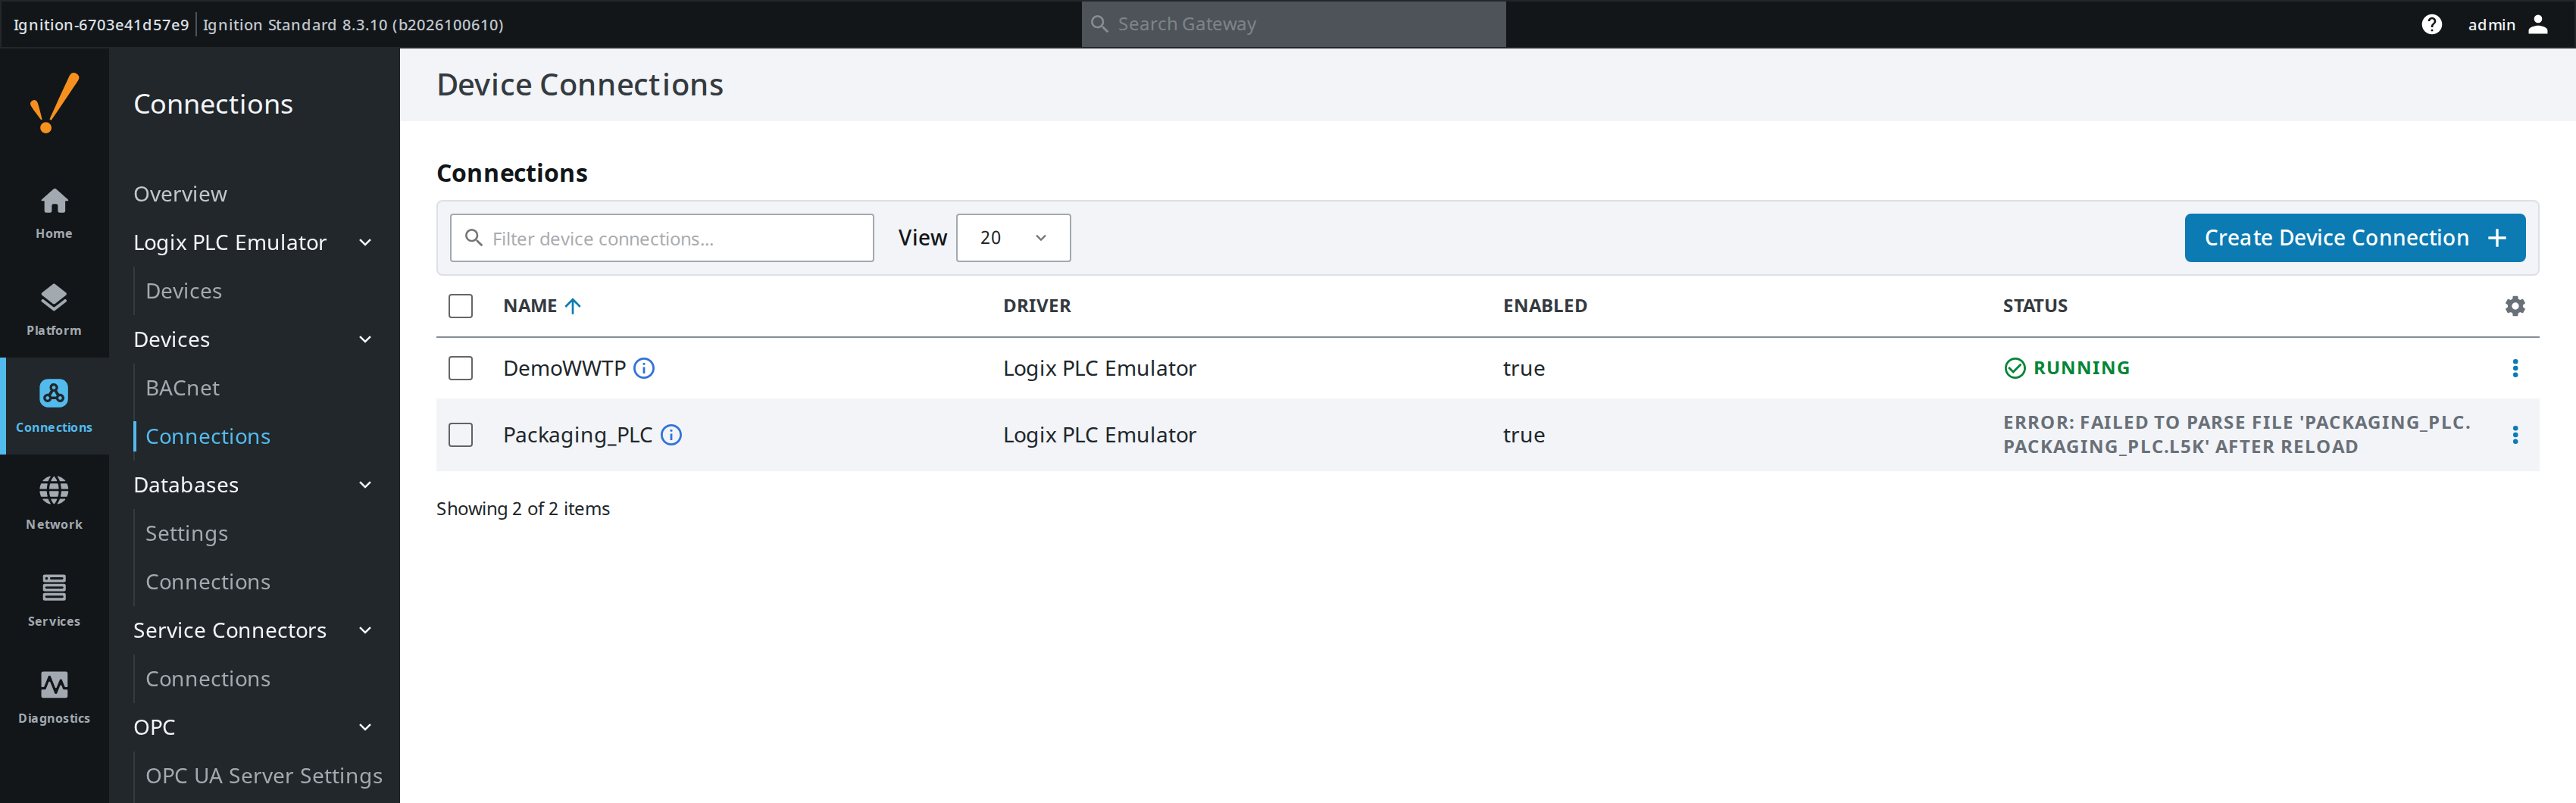 Ignition-6703e41d57e9 | Ignition Standard 8.3.10 (b2026100610)
Search Gateway
admin
Home
Platform
Connections
Network
Services
Diagnostics
Connections
Overview
Logix PLC Emulator
Devices
Devices
BACnet
Connections
Databases
Settings
Connections
Service Connectors
Connections
OPC
OPC UA Server Settings
Device Connections
Connections
Filter device connections...
View 20
Create Device Connection +
NAME DRIVER ENABLED STATUS
DemoWWTP Logix PLC Emulator true RUNNING
Packaging_PLC Logix PLC Emulator true ERROR: FAILED TO PARSE FILE 'PACKAGING_PLC.
PACKAGING_PLC.L5K' AFTER RELOAD
Showing 2 of 2 items